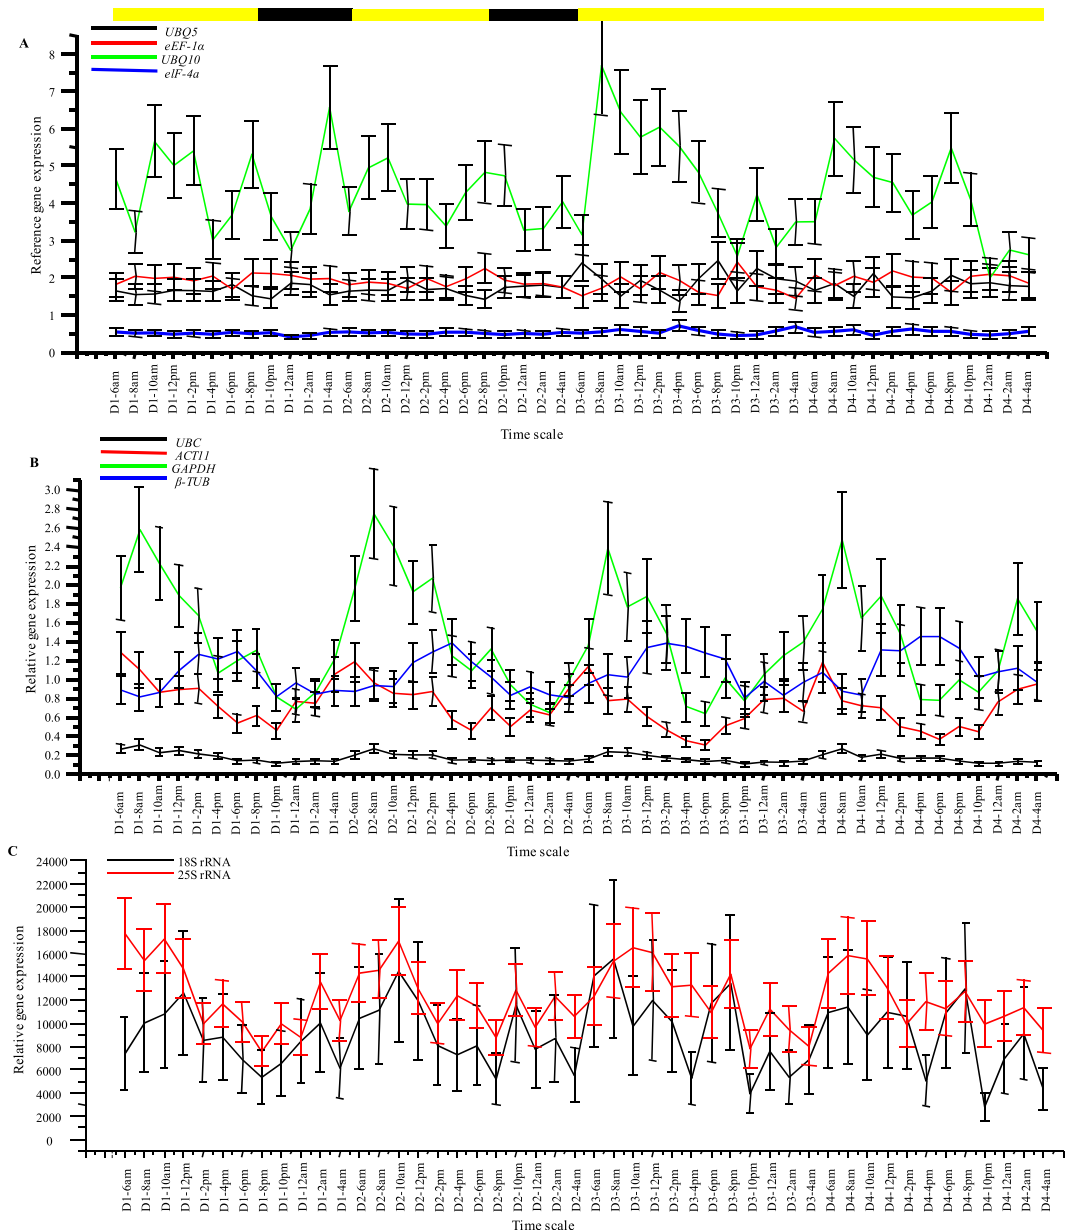 A
UBQ5
eEF-1α
UBQ10
elF-4a
Reference gene expression
8
7
6
5
4
3
2
1
0
D1-6am D1-8am D1-10am D1-12pm D1-2pm D1-4pm D1-6pm D1-8pm D1-10pm D1-12am D1-2am D1-4am D2-6am D2-8am D2-10am D2-12pm D2-2pm D2-4pm D2-6pm D2-8pm D2-10pm D2-12am D2-2am D2-4am D3-6am D3-8am D3-10am D3-12pm D3-2pm D3-4pm D3-6pm D3-8pm D3-10pm D3-12am D3-2am D3-4am D4-6am D4-8am D4-10am D4-12pm D4-2pm D4-4pm D4-6pm D4-8pm D4-10pm D4-12am D4-2am D4-4am
Time scale
B
UBC
ACT11
GAPDH
β-TUB
Relative gene expression
3.0
2.8
2.6
2.4
2.2
2.0
1.8
1.6
1.4
1.2
1.0
0.8
0.6
0.4
0.2
0.0
D1-6am D1-8am D1-10am D1-12pm D1-2pm D1-4pm D1-6pm D1-8pm D1-10pm D1-12am D1-2am D1-4am D2-6am D2-8am D2-10am D2-12pm D2-2pm D2-4pm D2-6pm D2-8pm D2-10pm D2-12am D2-2am D2-4am D3-6am D3-8am D3-10am D3-12pm D3-2pm D3-4pm D3-6pm D3-8pm D3-10pm D3-12am D3-2am D3-4am D4-6am D4-8am D4-10am D4-12pm D4-2pm D4-4pm D4-6pm D4-8pm D4-10pm D4-12am D4-2am D4-4am
Time scale
C
18S rRNA
25S rRNA
Relative gene expression
24000
22000
20000
18000
16000
14000
12000
10000
8000
6000
4000
2000
0
D1-6am D1-8am D1-10am D1-12pm D1-2pm D1-4pm D1-6pm D1-8pm D1-10pm D1-12am D1-2am D1-4am D2-6am D2-8am D2-10am D2-12pm D2-2pm D2-4pm D2-6pm D2-8pm D2-10pm D2-12am D2-2am D2-4am D3-6am D3-8am D3-10am D3-12pm D3-2pm D3-4pm D3-6pm D3-8pm D3-10pm D3-12am D3-2am D3-4am D4-6am D4-8am D4-10am D4-12pm D4-2pm D4-4pm D4-6pm D4-8pm D4-10pm D4-12am D4-2am D4-4am
Time scale